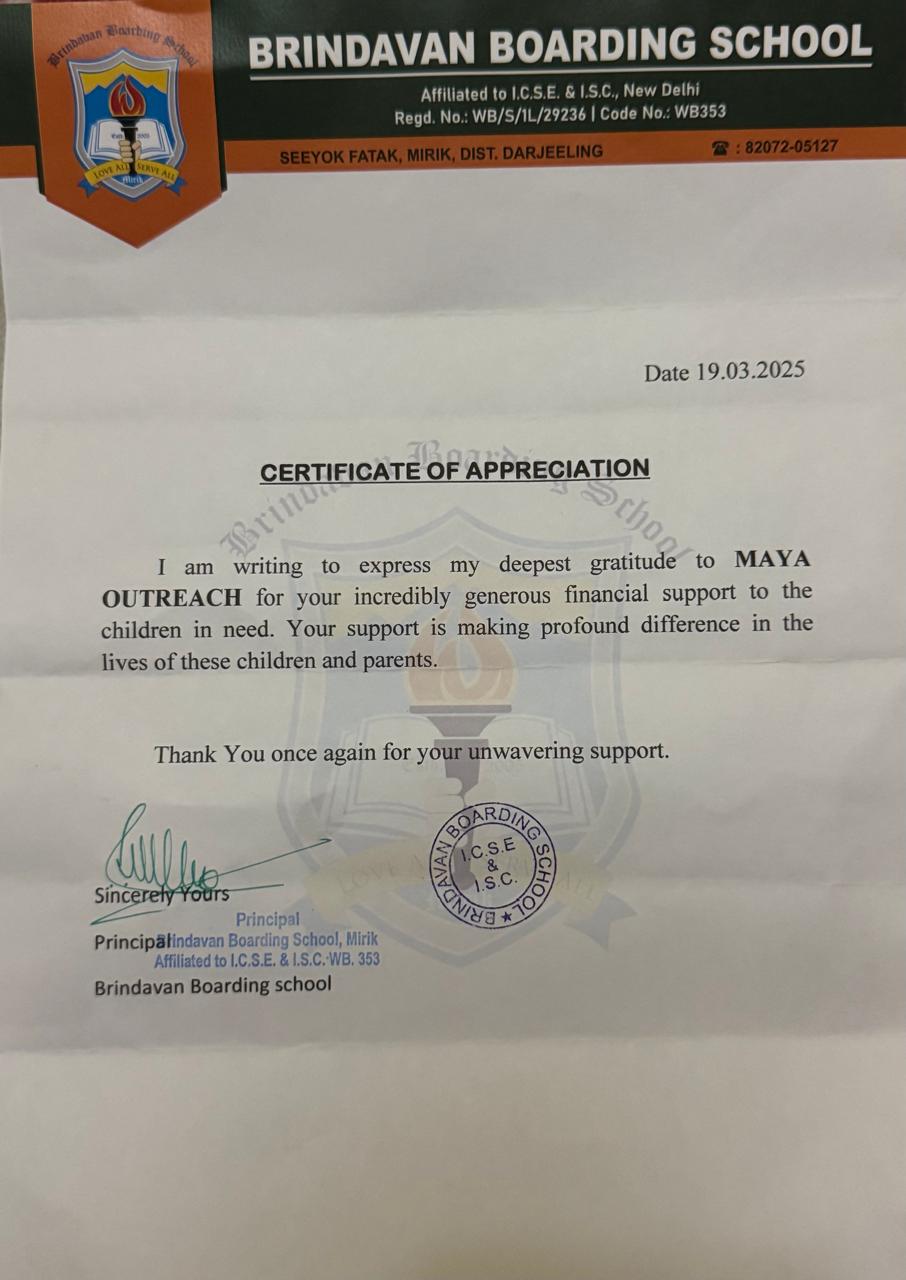 Brindavan Boarding School
Estd 2003
LOVE ALL SERVE ALL
Mirik
BRINDAVAN BOARDING SCHOOL
Affiliated to I.C.S.E. & I.S.C., New Delhi
Regd. No.: WB/S/1L/29236 | Code No.: WB353
SEEYOK FATAK, MIRIK, DIST. DARJEELING
☎ : 82072-05127
Date 19.03.2025
Brindavan Boarding School
CERTIFICATE OF APPRECIATION
I am writing to express my deepest gratitude to MAYA
OUTREACH for your incredibly generous financial support to the
children in need. Your support is making profound difference in the
lives of these children and parents.
Thank You once again for your unwavering support.
BRINDAVAN BOARDING SCHOOL ★
I.C.S.E
&
I.S.C.
Sincerely Yours
Principal
Principal
Brindavan Boarding School, Mirik
Affiliated to I.C.S.E. & I.S.C. WB. 353
Brindavan Boarding school